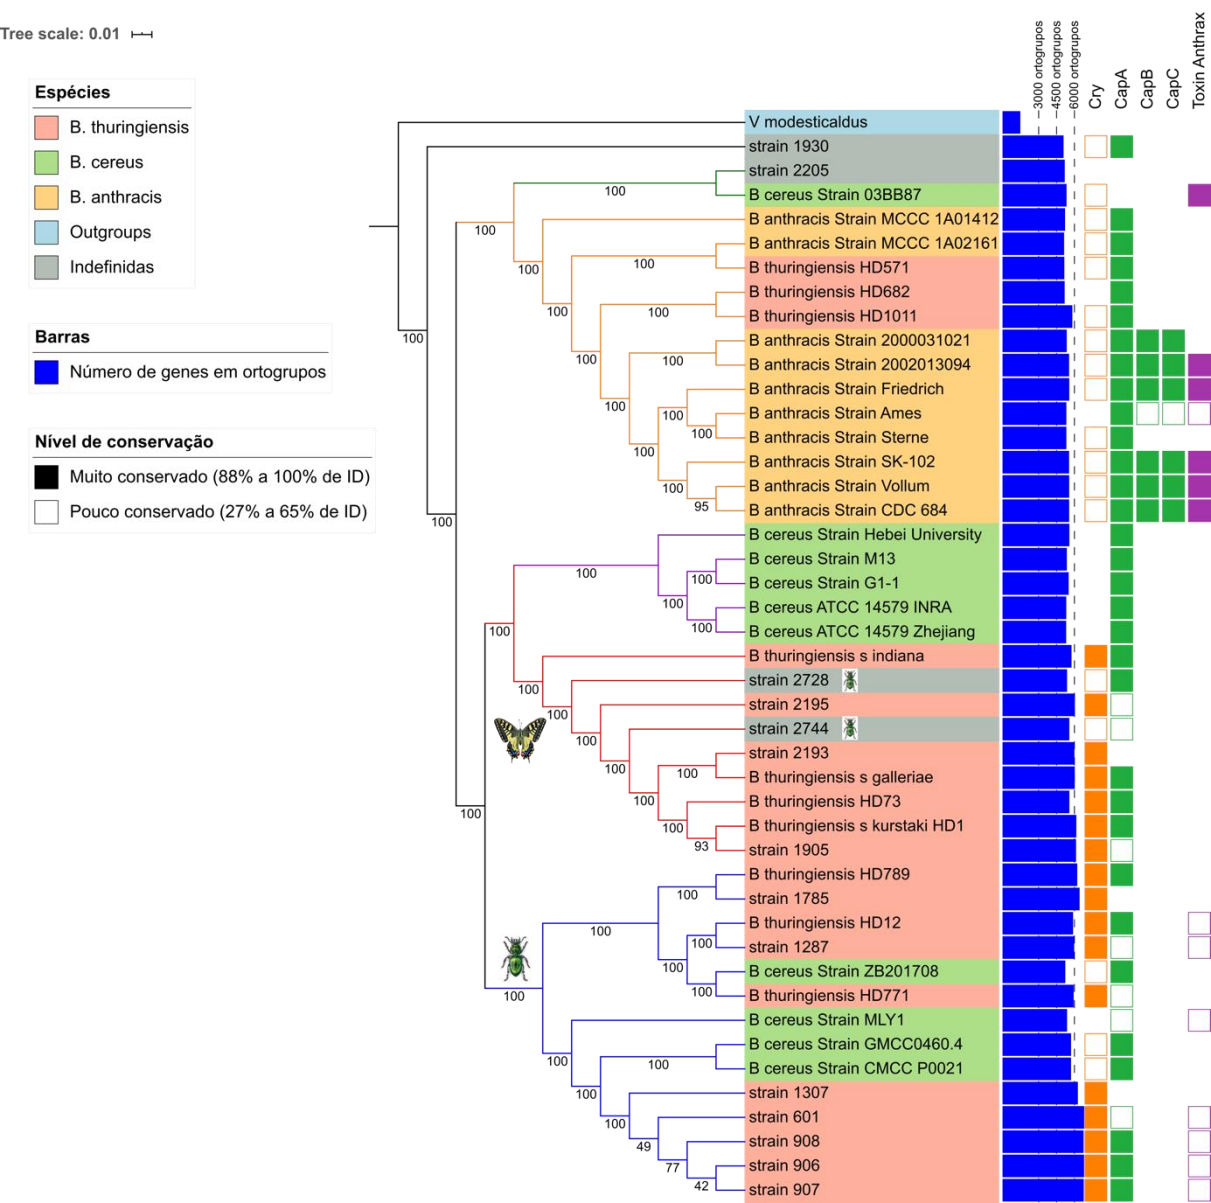 Tree scale: 0.01
Espécies
B. thuringiensis
B. cereus
B. anthracis
Outgroups
Indefinidas
Barras
Número de genes em ortogrupos
Nível de conservação
Muito conservado (88% a 100% de ID)
Pouco conservado (27% a 65% de ID)
3000 ortogrupos
4500 ortogrupos
6000 ortogrupos
Cry
CapA
CapB
CapC
Toxin Anthrax
V modesticaldus
strain 1930
strain 2205
100
B cereus Strain 03BB87
B anthracis Strain MCCC 1A01412
100
B anthracis Strain MCCC 1A02161
100
B thuringiensis HD571
100
B thuringiensis HD682
100
B thuringiensis HD1011
100
100
B anthracis Strain 2000031021
100
B anthracis Strain 2002013094
B anthracis Strain Friedrich
100
B anthracis Strain Ames
100
100
B anthracis Strain Sterne
100
B anthracis Strain SK-102
100
B anthracis Strain Vollum
95
B anthracis Strain CDC 684
100
B cereus Strain Hebei University
B cereus Strain M13
100
100
B cereus Strain G1-1
100
B cereus ATCC 14579 INRA
100
B cereus ATCC 14579 Zhejiang
100
B thuringiensis s indiana
strain 2728
100
strain 2195
100
strain 2744
100
strain 2193
100
100
B thuringiensis s galleriae
B thuringiensis HD73
100
100
B thuringiensis s kurstaki HD1
100
93
strain 1905
B thuringiensis HD789
100
strain 1785
B thuringiensis HD12
100
100
strain 1287
100
B cereus Strain ZB201708
100
B thuringiensis HD771
100
B cereus Strain MLY1
B cereus Strain GMCC0460.4
100
100
B cereus Strain CMCC P0021
100
strain 1307
100
strain 601
49
strain 908
77
strain 906
42
strain 907